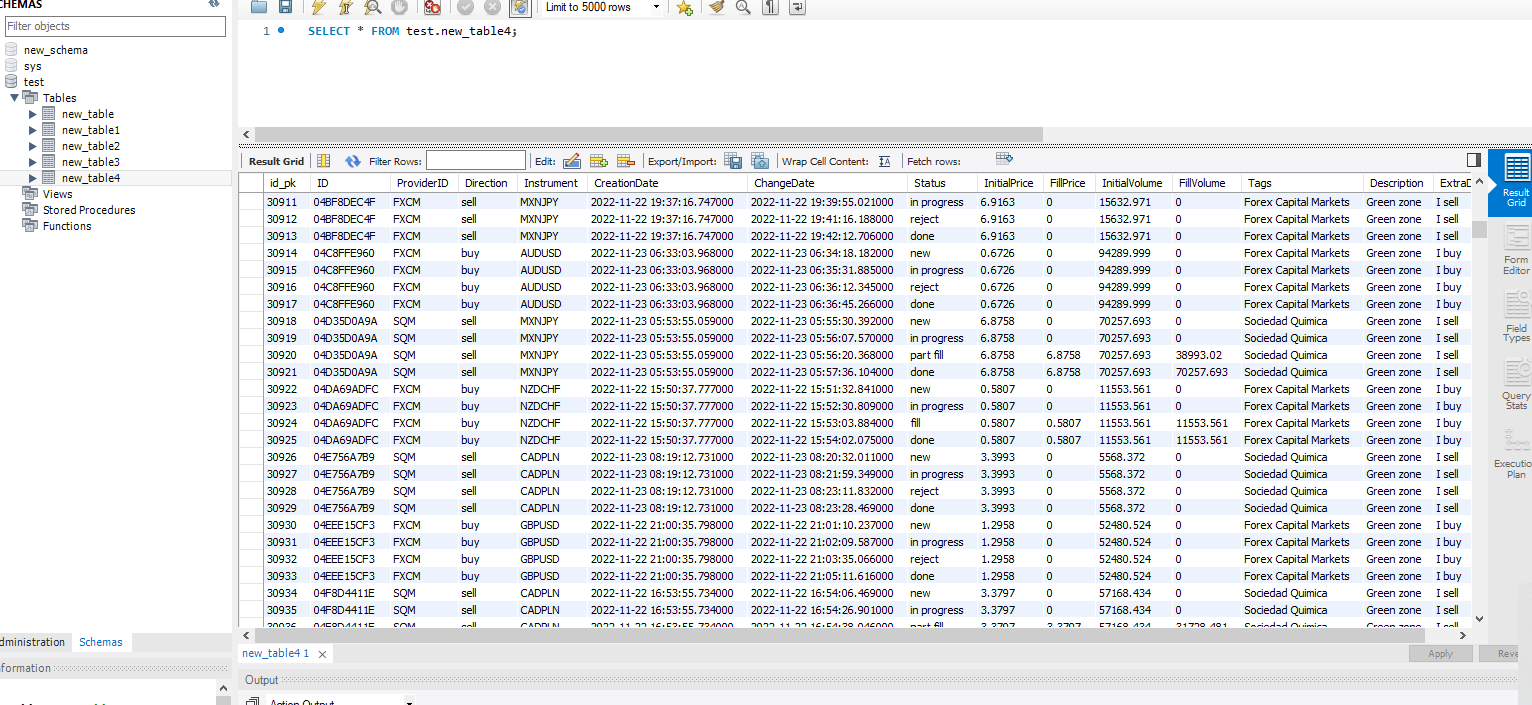 SCHEMAS
Filter objects
new_schema
sys
test
Tables
new_table
new_table1
new_table2
new_table3
new_table4
Views
Stored Procedures
Functions
dministration Schemas
nformation
Limit to 5000 rows
1 SELECT * FROM test.new_table4;
Result Grid Filter Rows: Edit: Export/Import: Wrap Cell Content: Fetch rows:
id_pk ID ProviderID Direction Instrument CreationDate ChangeDate Status InitialPrice FillPrice InitialVolume FillVolume Tags Description ExtraD
30911 04BF8DEC4F FXCM sell MXNJPY 2022-11-22 19:37:16.747000 2022-11-22 19:39:55.021000 in progress 6.9163 0 15632.971 0 Forex Capital Markets Green zone I sell
30912 04BF8DEC4F FXCM sell MXNJPY 2022-11-22 19:37:16.747000 2022-11-22 19:41:16.188000 reject 6.9163 0 15632.971 0 Forex Capital Markets Green zone I sell
30913 04BF8DEC4F FXCM sell MXNJPY 2022-11-22 19:37:16.747000 2022-11-22 19:42:12.706000 done 6.9163 0 15632.971 0 Forex Capital Markets Green zone I sell
30914 04C8FFE960 FXCM buy AUDUSD 2022-11-23 06:33:03.968000 2022-11-23 06:34:18.182000 new 0.6726 0 94289.999 0 Forex Capital Markets Green zone I buy
30915 04C8FFE960 FXCM buy AUDUSD 2022-11-23 06:33:03.968000 2022-11-23 06:35:31.885000 in progress 0.6726 0 94289.999 0 Forex Capital Markets Green zone I buy
30916 04C8FFE960 FXCM buy AUDUSD 2022-11-23 06:33:03.968000 2022-11-23 06:36:12.345000 reject 0.6726 0 94289.999 0 Forex Capital Markets Green zone I buy
30917 04C8FFE960 FXCM buy AUDUSD 2022-11-23 06:33:03.968000 2022-11-23 06:36:45.266000 done 0.6726 0 94289.999 0 Forex Capital Markets Green zone I buy
30918 04D35D0A9A SQM sell MXNJPY 2022-11-23 05:53:55.059000 2022-11-23 05:55:30.392000 new 6.8758 0 70257.693 0 Sociedad Quimica Green zone I sell
30919 04D35D0A9A SQM sell MXNJPY 2022-11-23 05:53:55.059000 2022-11-23 05:56:07.570000 in progress 6.8758 0 70257.693 0 Sociedad Quimica Green zone I sell
30920 04D35D0A9A SQM sell MXNJPY 2022-11-23 05:53:55.059000 2022-11-23 05:56:20.368000 part fill 6.8758 6.8758 70257.693 38993.02 Sociedad Quimica Green zone I sell
30921 04D35D0A9A SQM sell MXNJPY 2022-11-23 05:53:55.059000 2022-11-23 05:57:36.104000 done 6.8758 6.8758 70257.693 70257.693 Sociedad Quimica Green zone I sell
30922 04DA69ADFC FXCM buy NZDCHF 2022-11-22 15:50:37.777000 2022-11-22 15:51:32.841000 new 0.5807 0 11553.561 0 Forex Capital Markets Green zone I buy
30923 04DA69ADFC FXCM buy NZDCHF 2022-11-22 15:50:37.777000 2022-11-22 15:52:30.809000 in progress 0.5807 0 11553.561 0 Forex Capital Markets Green zone I buy
30924 04DA69ADFC FXCM buy NZDCHF 2022-11-22 15:50:37.777000 2022-11-22 15:53:03.884000 fill 0.5807 0.5807 11553.561 11553.561 Forex Capital Markets Green zone I buy
30925 04DA69ADFC FXCM buy NZDCHF 2022-11-22 15:50:37.777000 2022-11-22 15:54:02.075000 done 0.5807 0.5807 11553.561 11553.561 Forex Capital Markets Green zone I buy
30926 04E756A7B9 SQM sell CADPLN 2022-11-23 08:19:12.731000 2022-11-23 08:20:32.011000 new 3.3993 0 5568.372 0 Sociedad Quimica Green zone I sell
30927 04E756A7B9 SQM sell CADPLN 2022-11-23 08:19:12.731000 2022-11-23 08:21:59.349000 in progress 3.3993 0 5568.372 0 Sociedad Quimica Green zone I sell
30928 04E756A7B9 SQM sell CADPLN 2022-11-23 08:19:12.731000 2022-11-23 08:23:11.832000 reject 3.3993 0 5568.372 0 Sociedad Quimica Green zone I sell
30929 04E756A7B9 SQM sell CADPLN 2022-11-23 08:19:12.731000 2022-11-23 08:23:28.469000 done 3.3993 0 5568.372 0 Sociedad Quimica Green zone I sell
30930 04EEE15CF3 FXCM buy GBPUSD 2022-11-22 21:00:35.798000 2022-11-22 21:01:10.237000 new 1.2958 0 52480.524 0 Forex Capital Markets Green zone I buy
30931 04EEE15CF3 FXCM buy GBPUSD 2022-11-22 21:00:35.798000 2022-11-22 21:02:09.587000 in progress 1.2958 0 52480.524 0 Forex Capital Markets Green zone I buy
30932 04EEE15CF3 FXCM buy GBPUSD 2022-11-22 21:00:35.798000 2022-11-22 21:03:35.066000 reject 1.2958 0 52480.524 0 Forex Capital Markets Green zone I buy
30933 04EEE15CF3 FXCM buy GBPUSD 2022-11-22 21:00:35.798000 2022-11-22 21:05:11.616000 done 1.2958 0 52480.524 0 Forex Capital Markets Green zone I buy
30934 04F8D4411E SQM sell CADPLN 2022-11-22 16:53:55.734000 2022-11-22 16:54:06.469000 new 3.3797 0 57168.434 0 Sociedad Quimica Green zone I sell
30935 04F8D4411E SQM sell CADPLN 2022-11-22 16:53:55.734000 2022-11-22 16:54:26.901000 in progress 3.3797 0 57168.434 0 Sociedad Quimica Green zone I sell
30936 04F8D4411E SQM sell CADPLN 2022-11-22 16:53:55.734000 part fill 3.3797 3.3797 57168.434 Sociedad Quimica Green zone I sell
Result
Grid
Form
Editor
Field
Types
Query
Stats
Executio
Plan
new_table4 1
Apply Reve
Output
Action Output